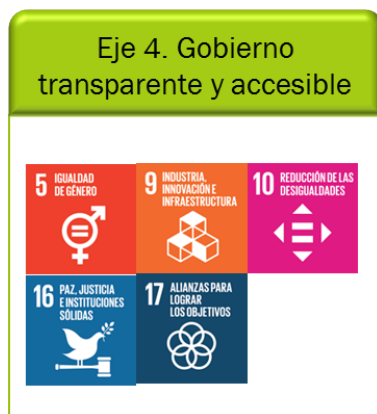 Eje 4. Gobierno
transparente y accesible
5 IGUALDAD
DE GÉNERO
9 INDUSTRIA,
INNOVACIÓN E
INFRAESTRUCTURA
10 REDUCCIÓN DE LAS
DESIGUALDADES
16 PAZ, JUSTICIA
E INSTITUCIONES
SÓLIDAS
17 ALIANZAS PARA
LOGRAR
LOS OBJETIVOS